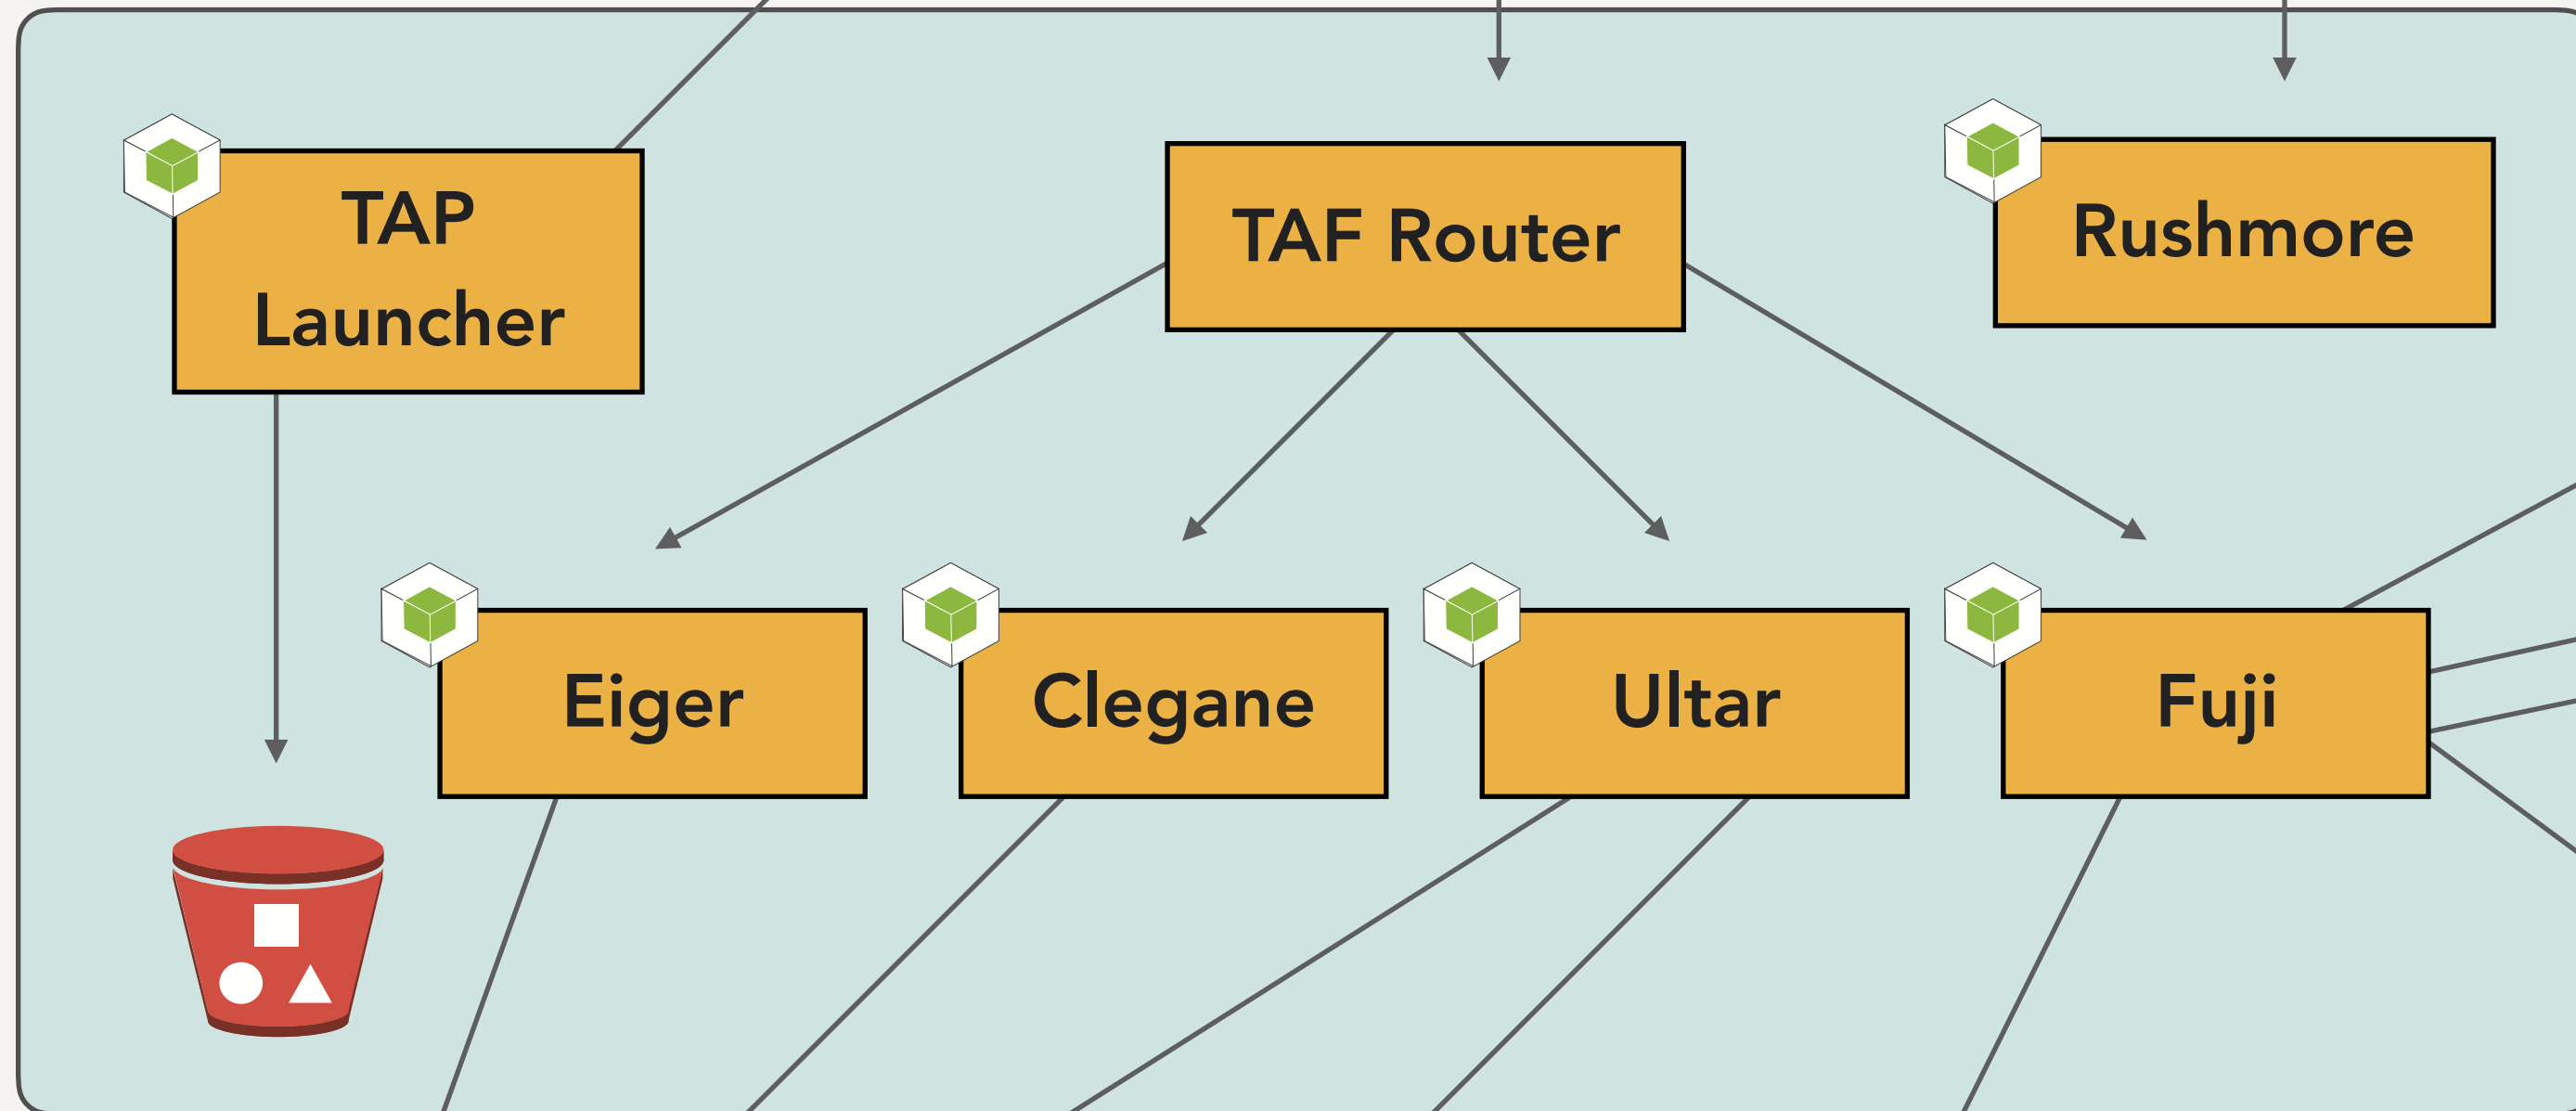 TAP
Launcher
TAF Router
Rushmore
Eiger
Clegane
Ultar
Fuji